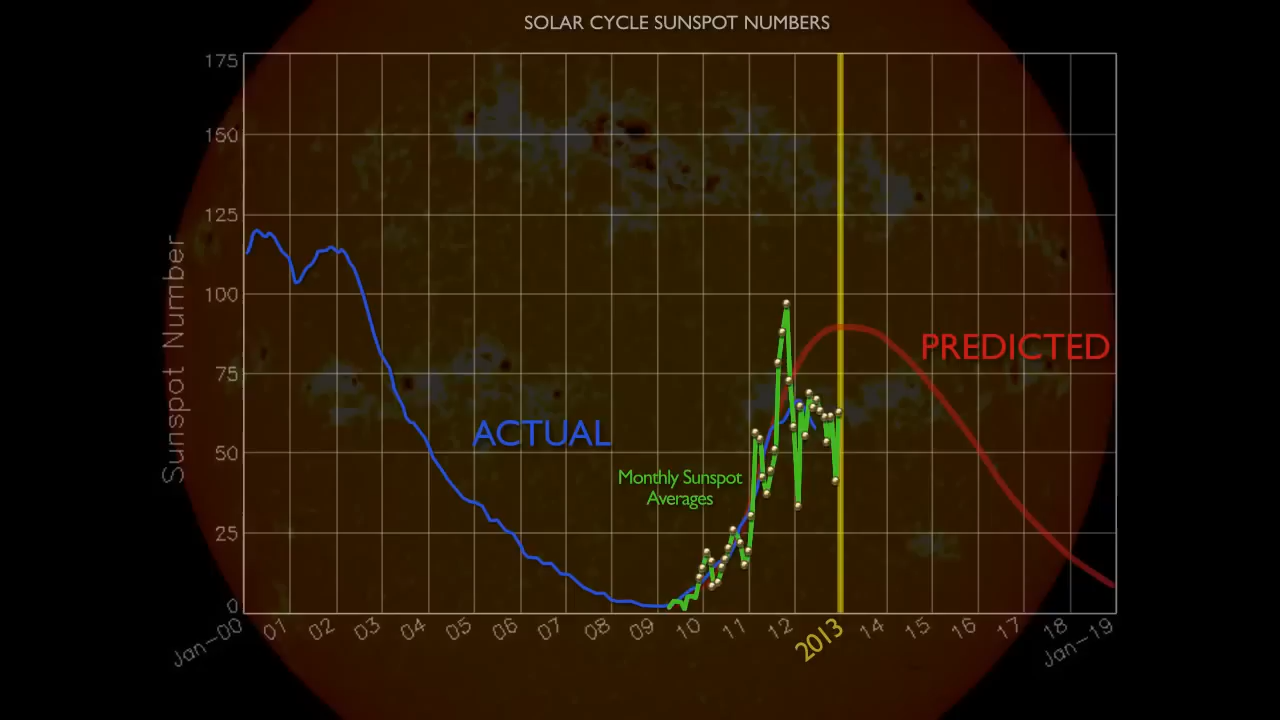 SOLAR CYCLE SUNSPOT NUMBERS
175
150
125
100
75
50
25
0
Sunspot Number
ACTUAL
PREDICTED
Monthly Sunspot
Averages
Jan-00 01 02 03 04 05 06 07 08 09 10 11 12 2013 14 15 16 17 18 Jan-19